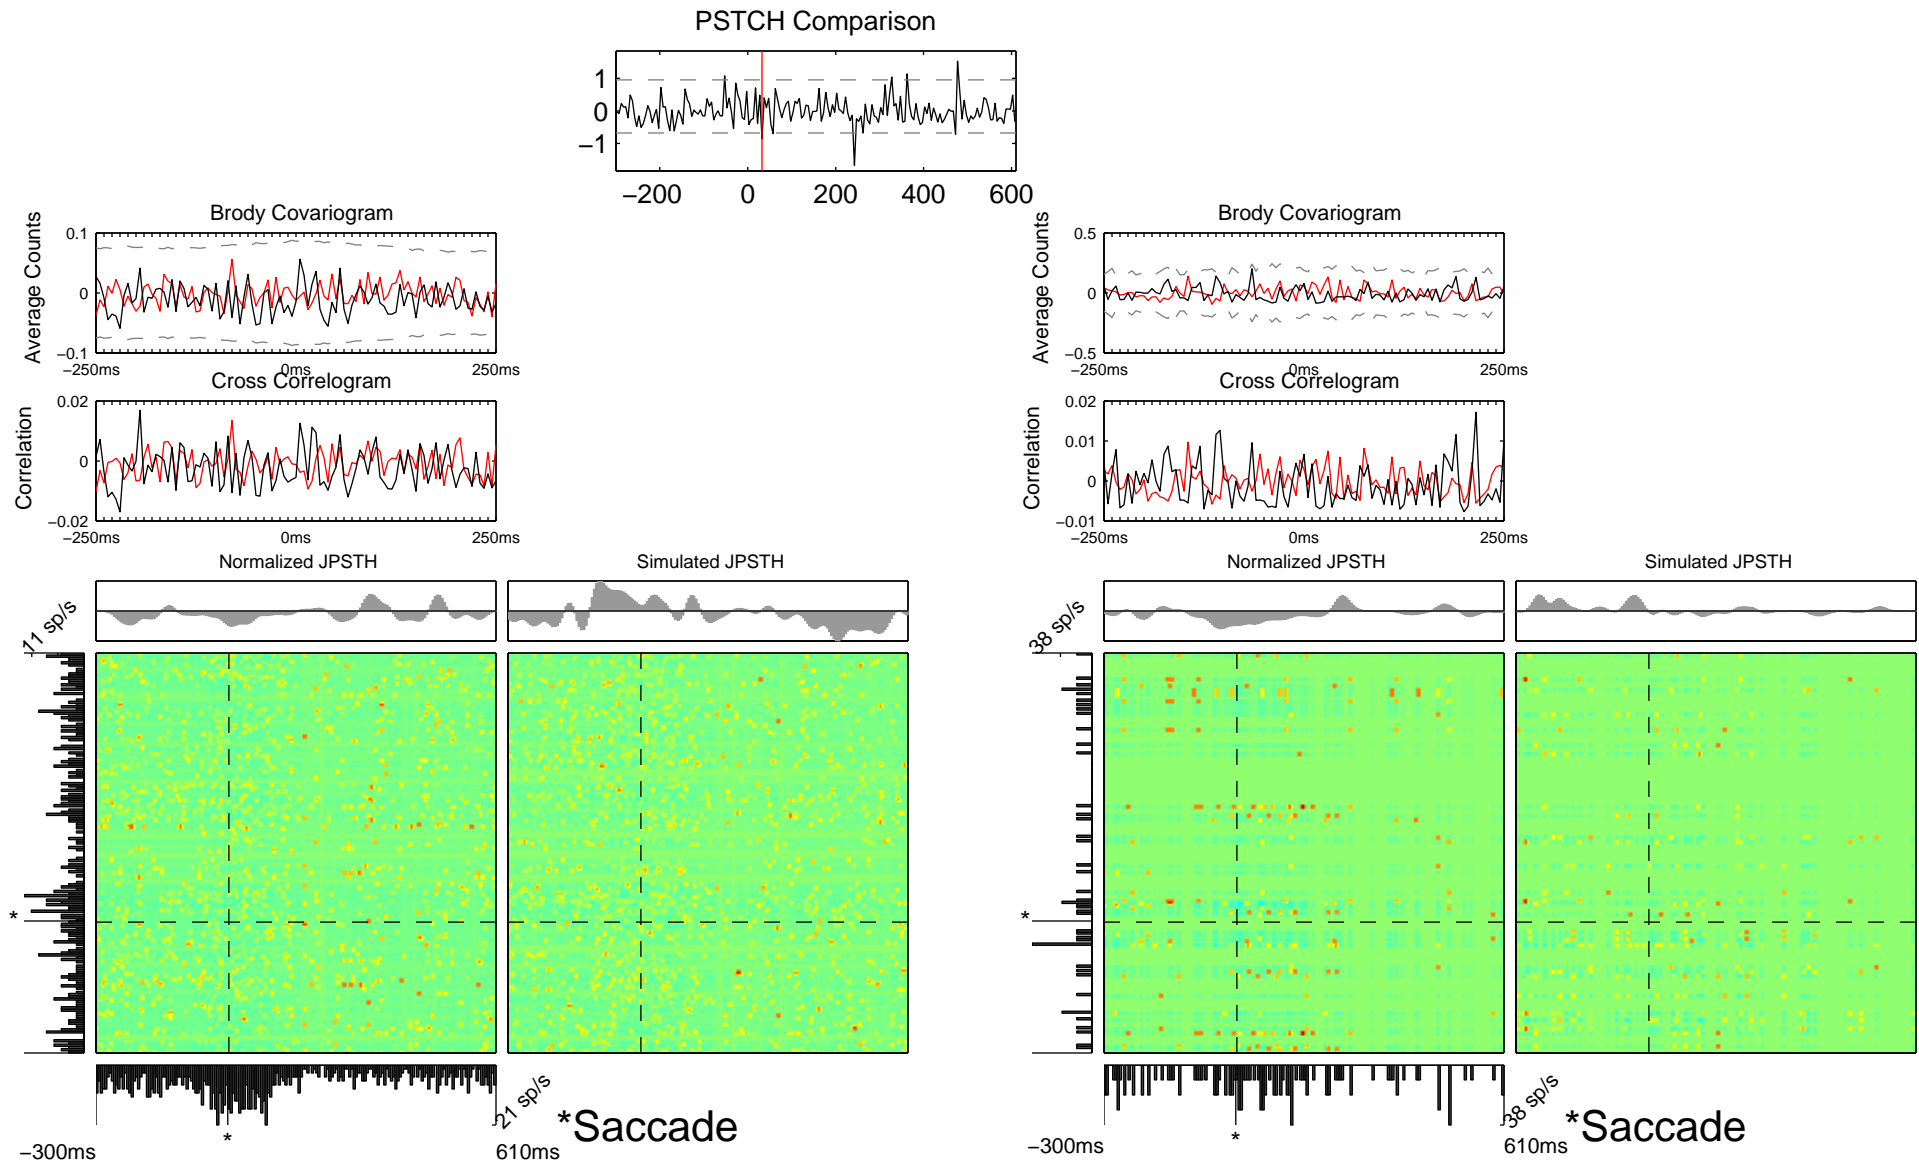 PSTCH Comparison
1
0
−1
−200
0
200
400
600
Brody Covariogram
Average Counts
0.1
0
−0.1
−250ms
0ms
250ms
Cross Correlogram
Correlation
0.02
0
−0.02
−250ms
0ms
250ms
Normalized JPSTH
Simulated JPSTH
11 sp/s
*
*
21 sp/s
−300ms
610ms
*Saccade
Brody Covariogram
Average Counts
0.5
0
−0.5
−250ms
0ms
250ms
Cross Correlogram
Correlation
0.02
0.01
0
−0.01
−250ms
0ms
250ms
Normalized JPSTH
Simulated JPSTH
38 sp/s
*
*
38 sp/s
−300ms
610ms
*Saccade